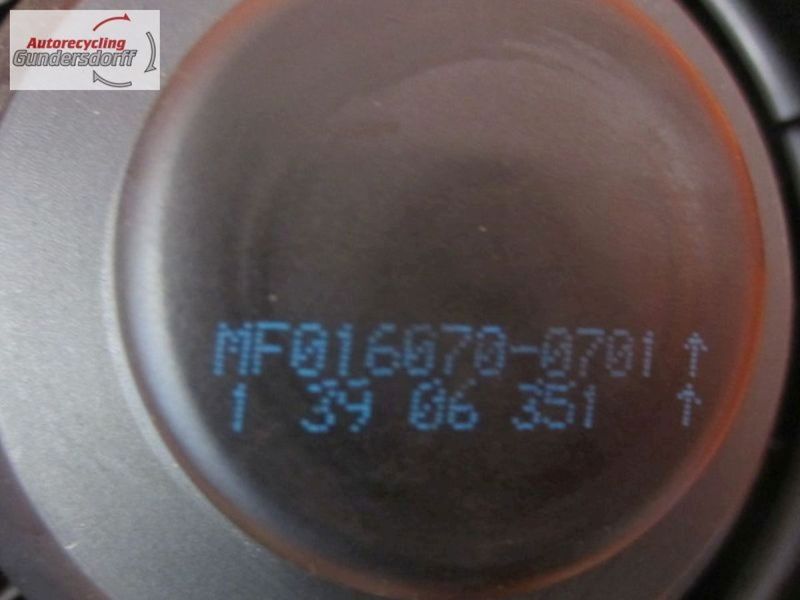 Autorecycling
Gundersdorff
MF016070-0701 ↑
1 39 06 351 ↑